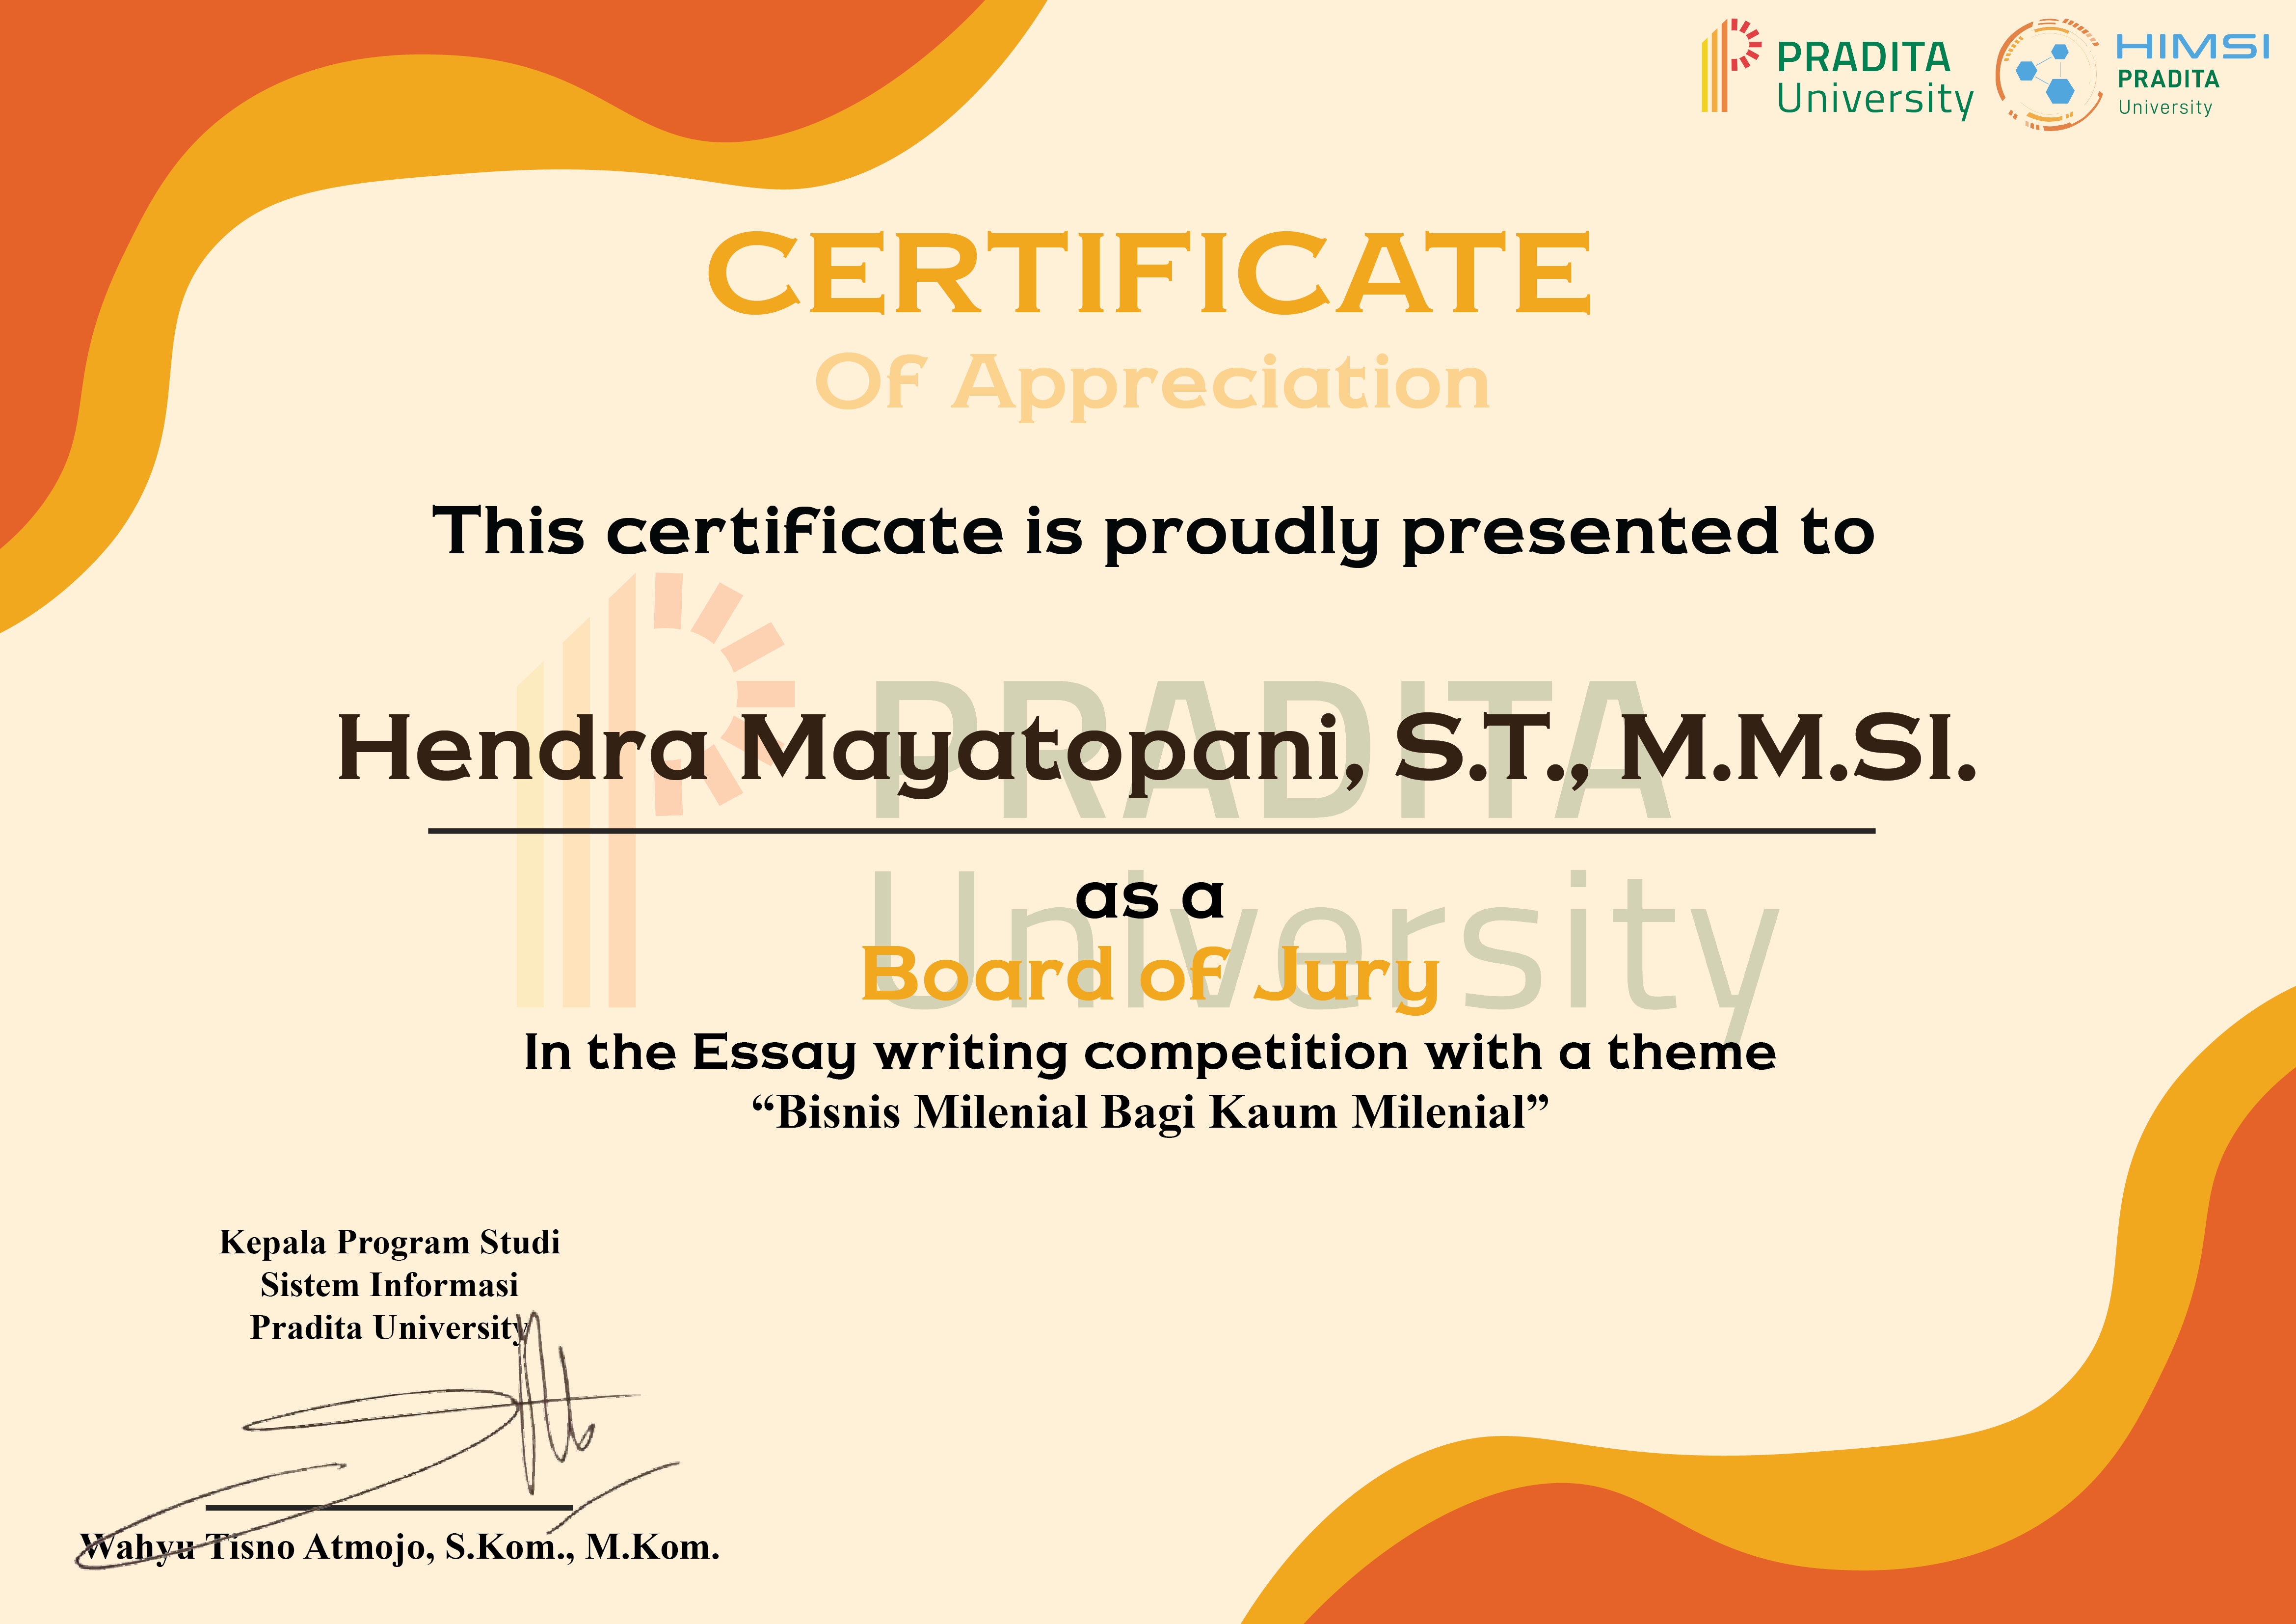 PRADITA
University
HIMSI
PRADITA
University
CERTIFICATE
Of Appreciation
This certificate is proudly presented to
PRADITA
University
Hendra Mayatopani, S.T., M.M.SI.
as a
Board of Jury
In the Essay writing competition with a theme
“Bisnis Milenial Bagi Kaum Milenial”
Kepala Program Studi
Sistem Informasi
Pradita University
Wahyu Tisno Atmojo, S.Kom., M.Kom.